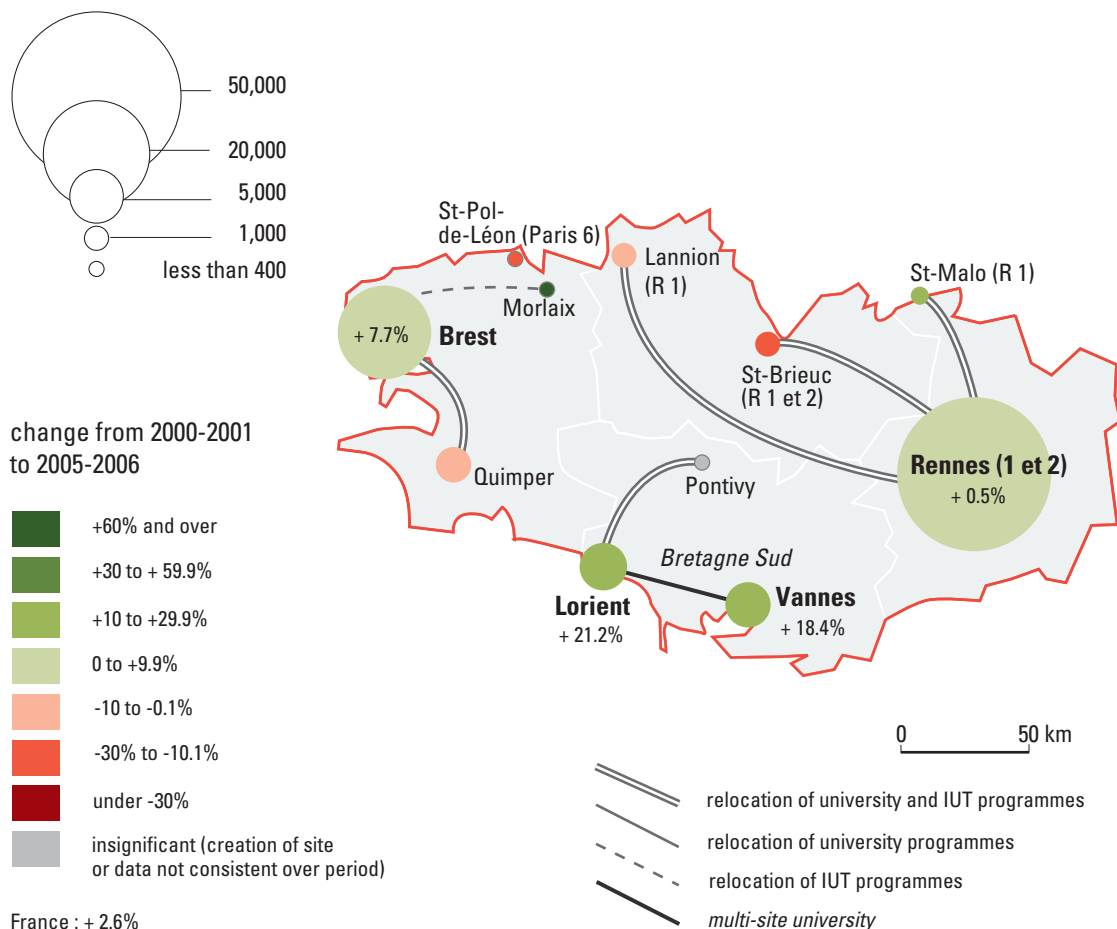 50,000
20,000
5,000
1,000
less than 400
St-Pol-
de-Léon (Paris 6)
Morlaix
Lannion
(R 1)
St-Malo (R 1)
+ 7.7%
Brest
St-Brieuc
(R 1 et 2)
Quimper
Pontivy
Rennes (1 et 2)
+ 0.5%
Bretagne Sud
Lorient
+ 21.2%
Vannes
+ 18.4%
change from 2000-2001
to 2005-2006
+60% and over
+30 to + 59.9%
+10 to +29.9%
0 to +9.9%
-10 to -0.1%
-30% to -10.1%
under -30%
insignificant (creation of site
or data not consistent over period)
France : + 2.6%
0 50 km
relocation of university and IUT programmes
relocation of university programmes
relocation of IUT programmes
multi-site university